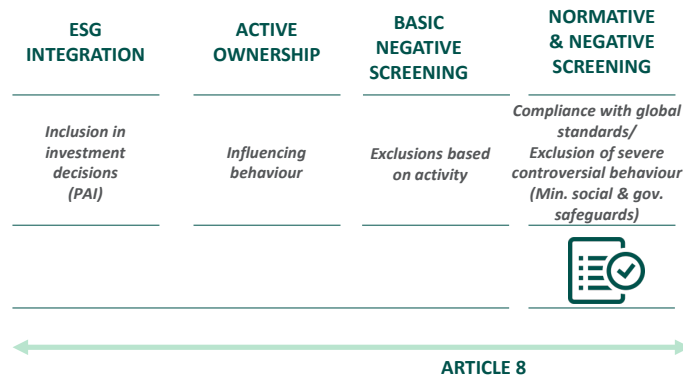 ESG
INTEGRATION
ACTIVE
OWNERSHIP
BASIC
NEGATIVE
SCREENING
NORMATIVE
& NEGATIVE
SCREENING
Inclusion in
investment
decisions
(PAI)
Influencing
behaviour
Exclusions based
on activity
Compliance with global
standards/
Exclusion of severe
controversial behaviour
(Min. social & gov.
safeguards)
ARTICLE 8